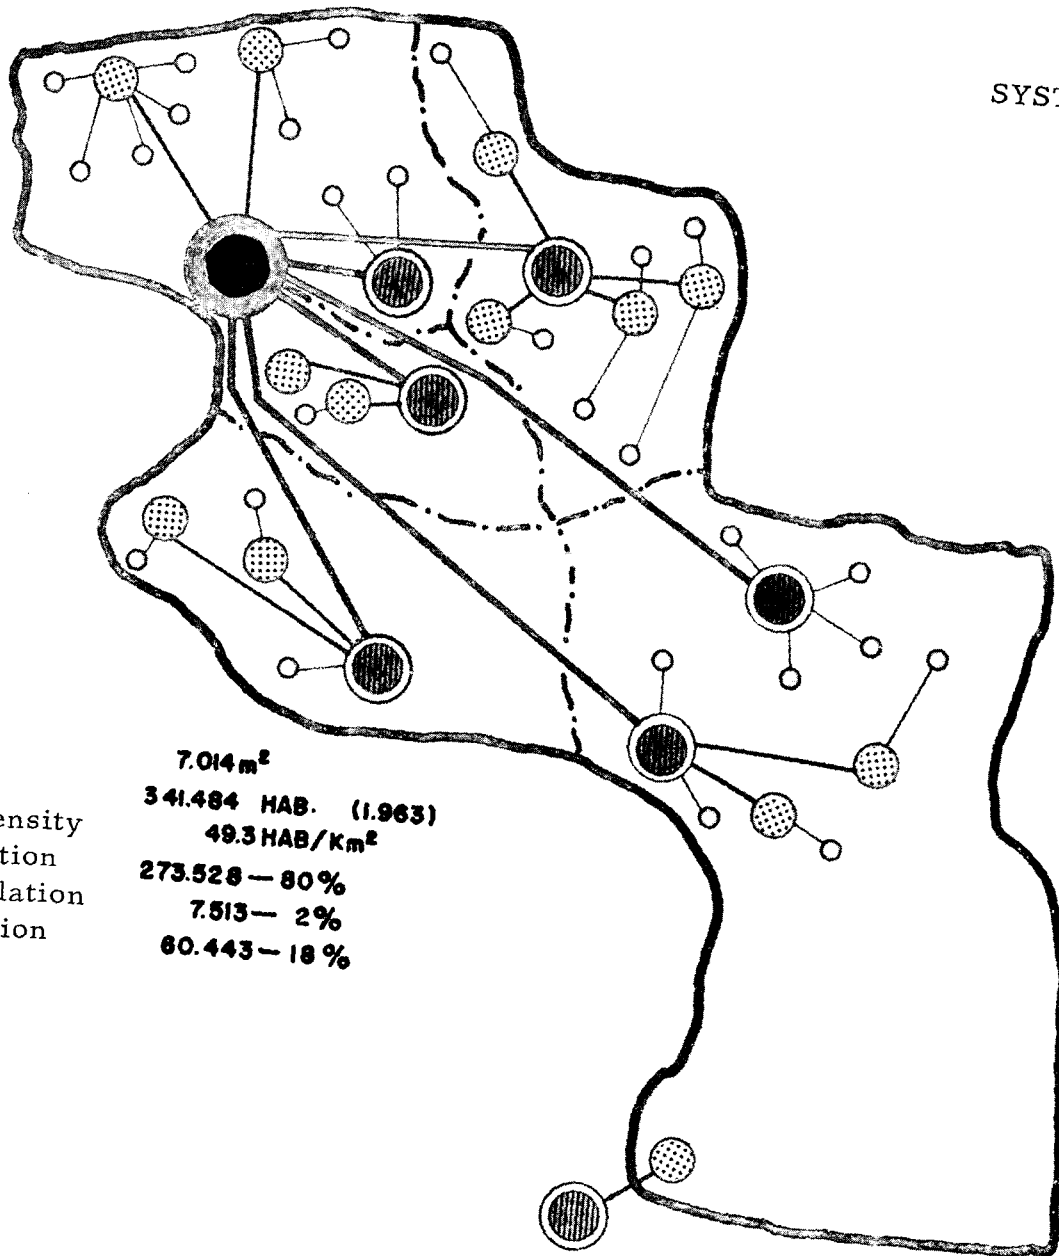 SYST
7.014 m²
341.484 HAB. (1.963)
ensity 49.3 HAB/Km²
tion 273.528 — 80%
lation 7.513 — 2%
ion 60.443 — 18%